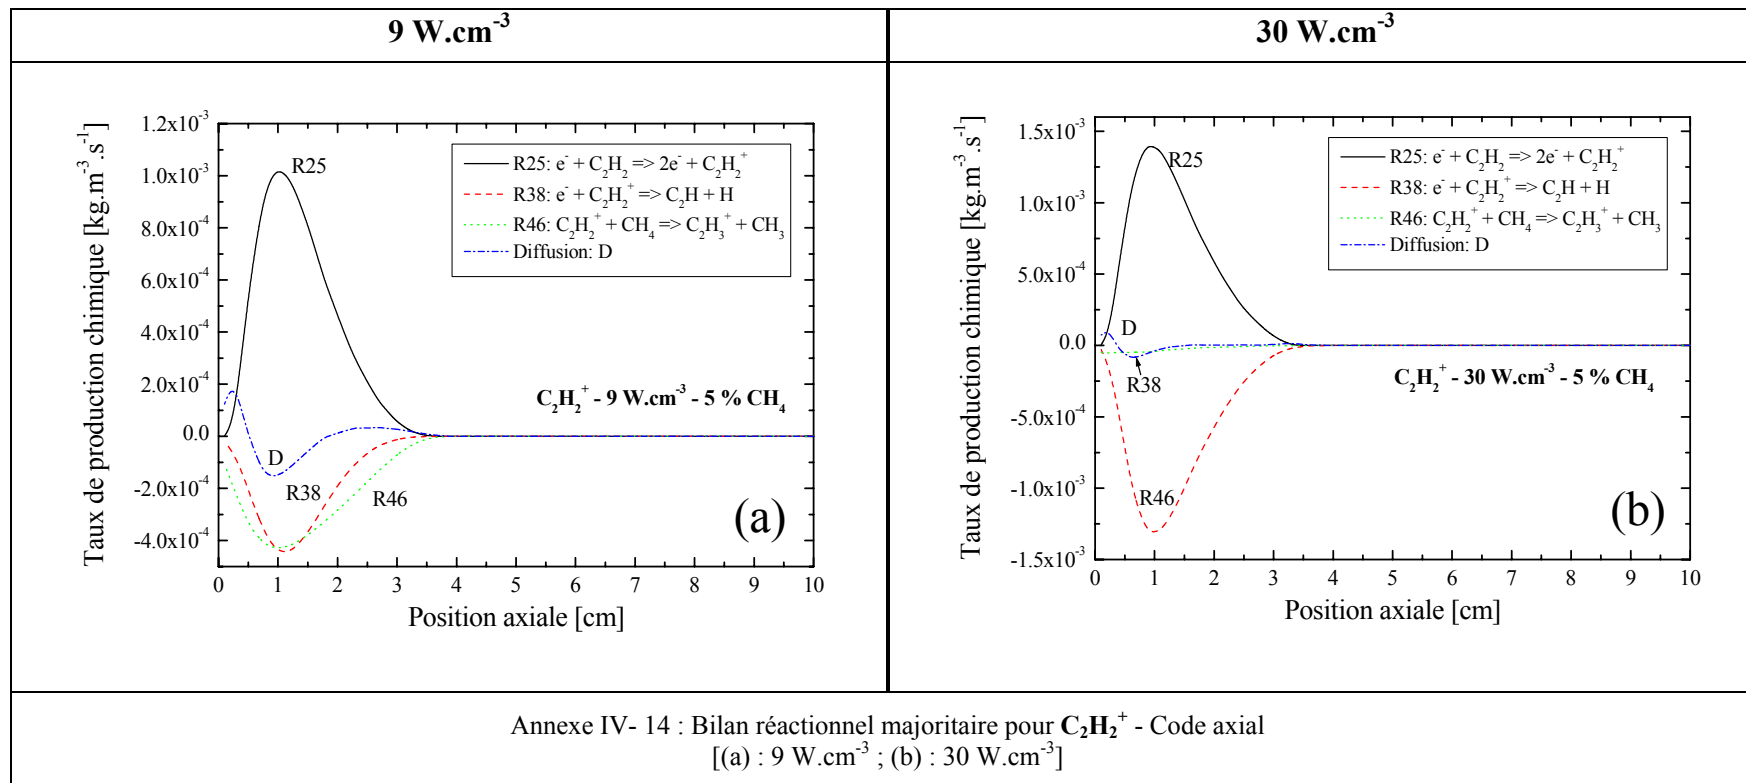 9 W.cm⁻³
30 W.cm⁻³
Taux de production chimique [kg.m⁻³.s⁻¹]
1.2x10⁻³
1.0x10⁻³
8.0x10⁻⁴
6.0x10⁻⁴
4.0x10⁻⁴
2.0x10⁻⁴
0.0
-2.0x10⁻⁴
-4.0x10⁻⁴
R25: e⁻ + C₂H₂ => 2e⁻ + C₂H₂⁺
R38: e⁻ + C₂H₂⁺ => C₂H + H
R46: C₂H₂⁺ + CH₄ => C₂H₃⁺ + CH₃
Diffusion: D
R25
C₂H₂⁺ - 9 W.cm⁻³ - 5 % CH₄
D
R38
R46
(a)
0 1 2 3 4 5 6 7 8 9 10
Position axiale [cm]
Taux de production chimique [kg.m⁻³.s⁻¹]
1.5x10⁻³
1.0x10⁻³
5.0x10⁻⁴
0.0
-5.0x10⁻⁴
-1.0x10⁻³
-1.5x10⁻³
R25: e⁻ + C₂H₂ => 2e⁻ + C₂H₂⁺
R38: e⁻ + C₂H₂⁺ => C₂H + H
R46: C₂H₂⁺ + CH₄ => C₂H₃⁺ + CH₃
Diffusion: D
R25
D
R38
C₂H₂⁺ - 30 W.cm⁻³ - 5 % CH₄
R46
(b)
0 1 2 3 4 5 6 7 8 9 10
Position axiale [cm]
Annexe IV- 14 : Bilan réactionnel majoritaire pour C₂H₂⁺ - Code axial
[(a) : 9 W.cm⁻³ ; (b) : 30 W.cm⁻³]